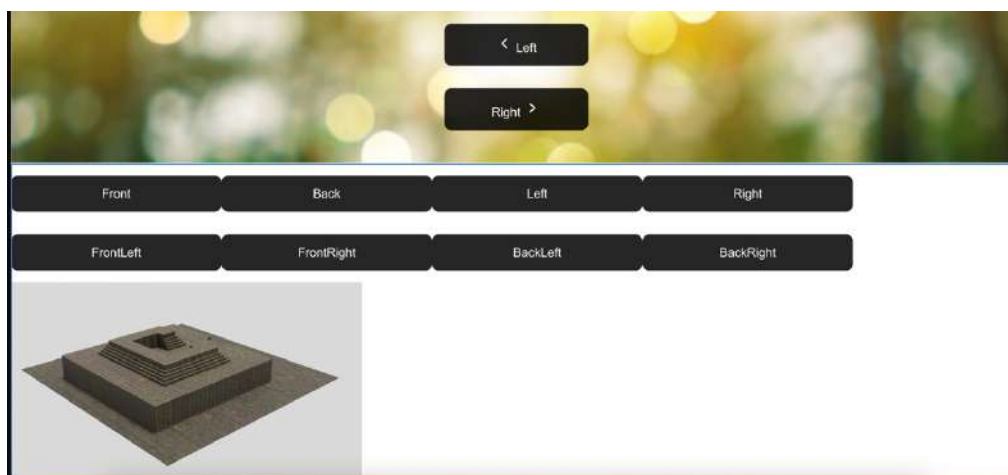 < Left
Right >
Front Back Left Right
FrontLeft FrontRight BackLeft BackRight